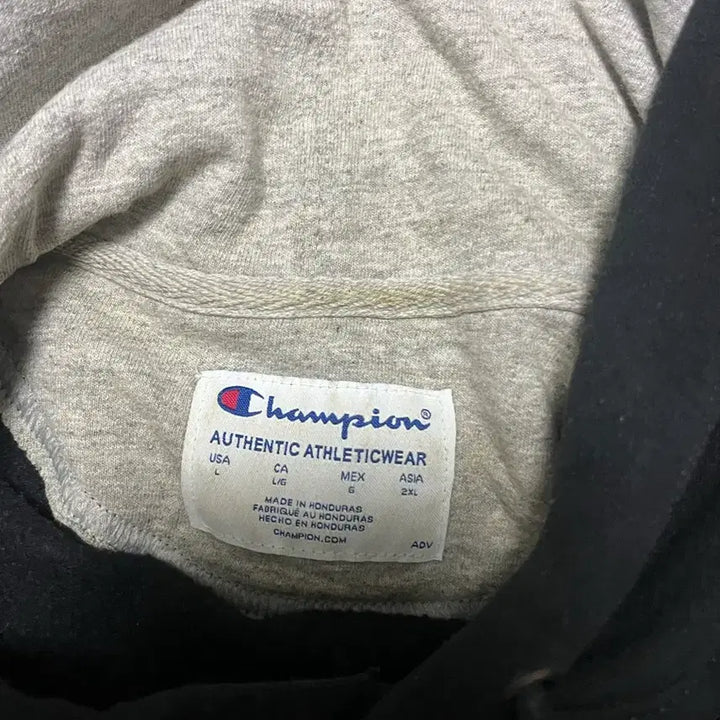 Champion®
AUTHENTIC ATHLETICWEAR
USA CA MEX ASIA
L L/G G 2XL
MADE IN HONDURAS
FABRIQUÉ AU HONDURAS
HECHO EN HONDURAS
CHAMPION.COM
ADV